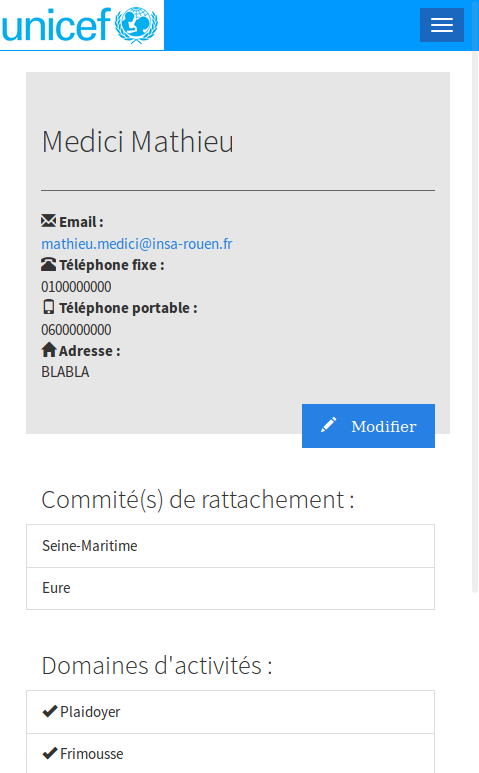 unicef
Medici Mathieu
Email :
mathieu.medici@insa-rouen.fr
Téléphone fixe :
0100000000
Téléphone portable :
0600000000
Adresse :
BLABLA
Modifier
Commité(s) de rattachement :
Seine-Maritime
Eure
Domaines d'activités :
Plaidoyer
Frimousse